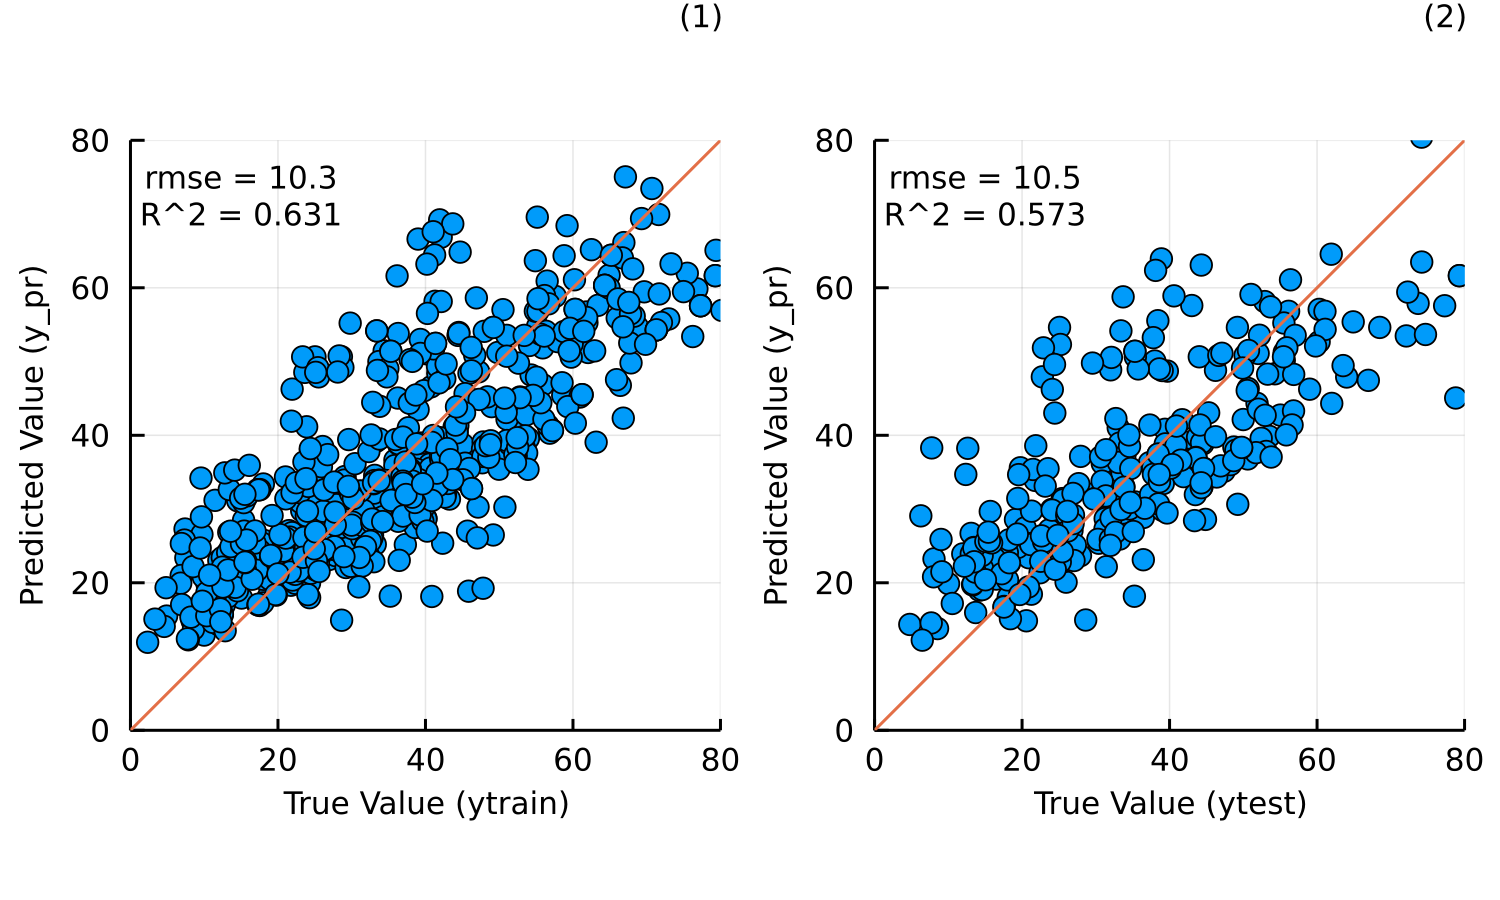 (1)
80
60
40
20
0
rmse = 10.3
R^2 = 0.631
Predicted Value (y_pr)
0 20 40 60 80
True Value (ytrain)
(2)
80
60
40
20
0
rmse = 10.5
R^2 = 0.573
Predicted Value (y_pr)
0 20 40 60 80
True Value (ytest)